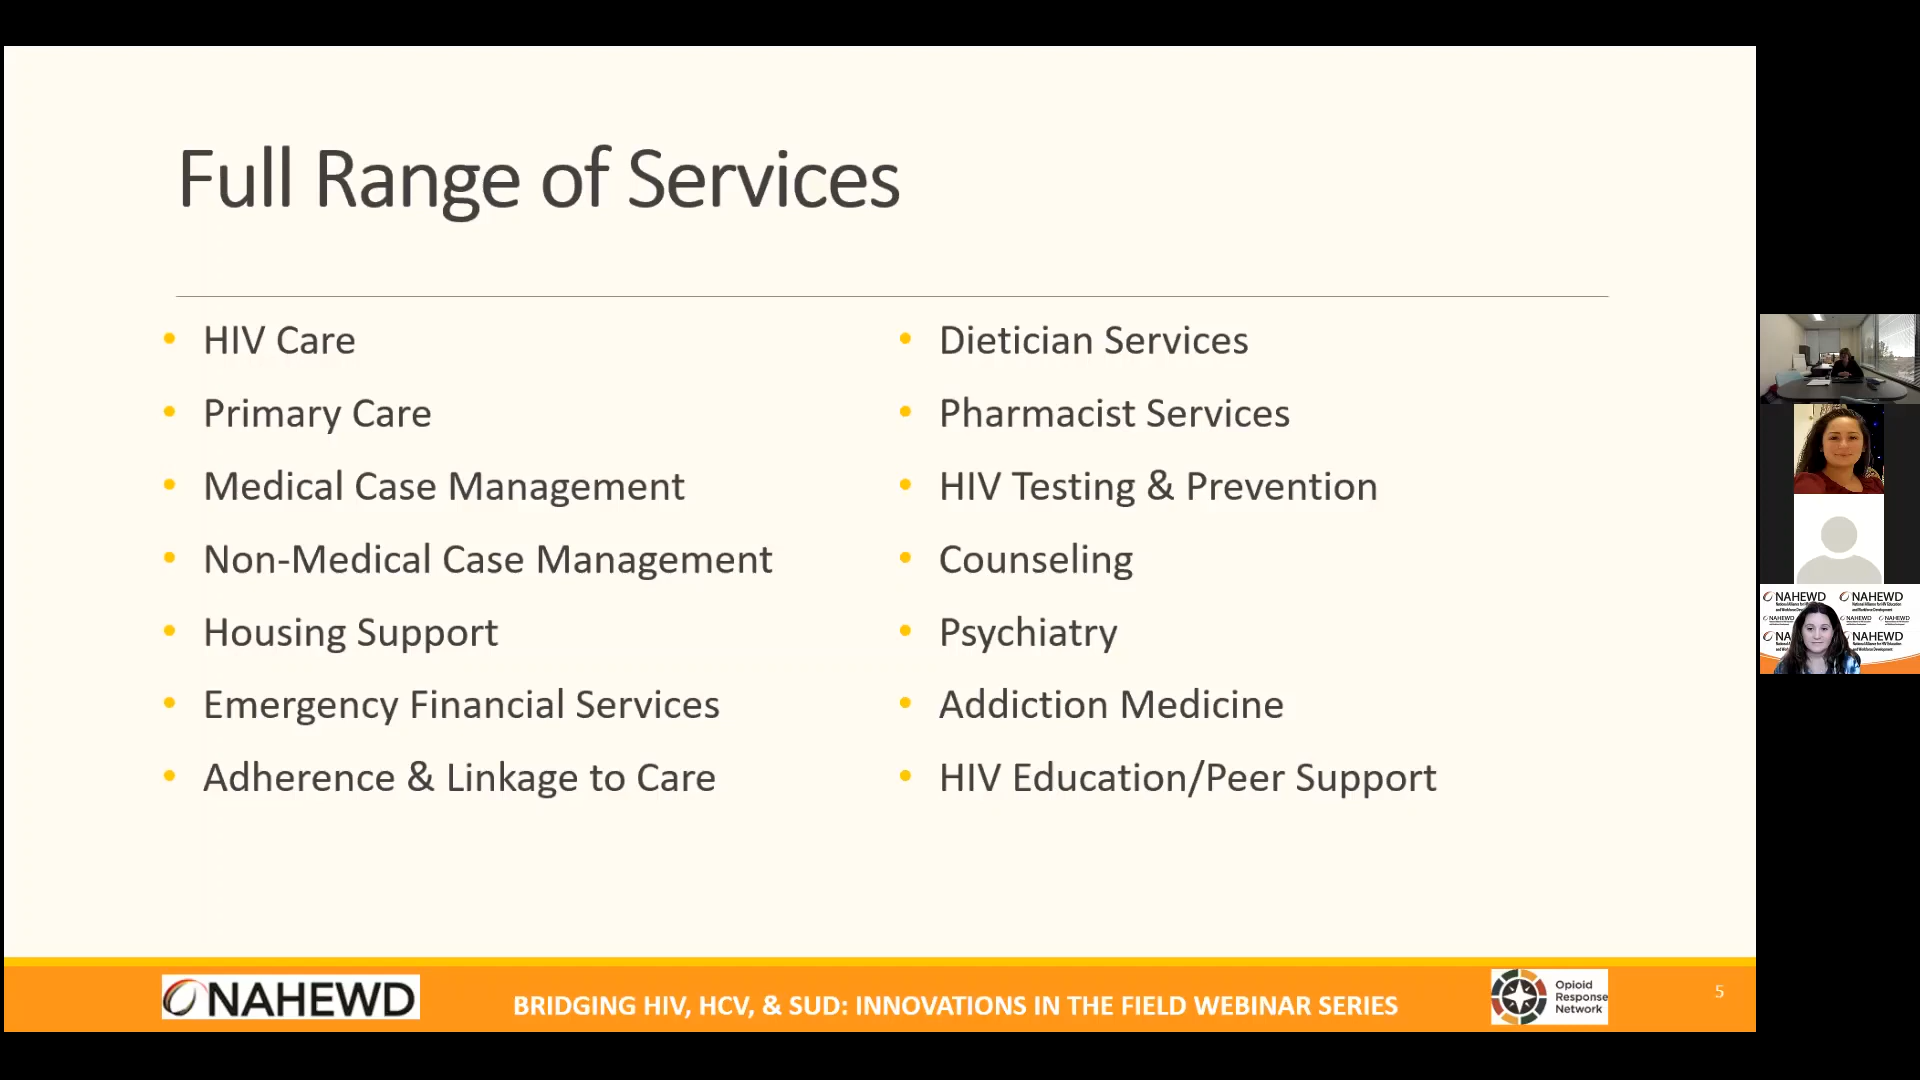 Full Range of Services
• HIV Care
• Primary Care
• Medical Case Management
• Non-Medical Case Management
• Housing Support
• Emergency Financial Services
• Adherence & Linkage to Care
• Dietician Services
• Pharmacist Services
• HIV Testing & Prevention
• Counseling
• Psychiatry
• Addiction Medicine
• HIV Education/Peer Support
NAHEWD
BRIDGING HIV, HCV, & SUD: INNOVATIONS IN THE FIELD WEBINAR SERIES
Opioid
Response
Network
5
NAHEWD
NAHEWD
NAHEWD